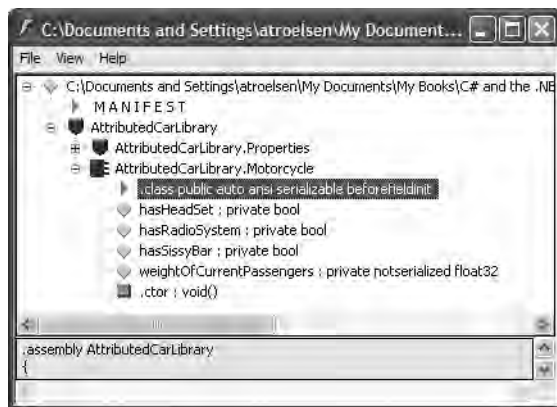 C:\Documents and Settings\atroelsen\My Document...
File View Help
C:\Documents and Settings\atroelsen\My Documents\My Books\C# and the .NE
MANIFEST
AttributedCarLibrary
AttributedCarLibrary.Properties
AttributedCarLibrary.Motorcycle
.class public auto ansi serializable beforefieldinit
hasHeadSet : private bool
hasRadioSystem : private bool
hasSissyBar : private bool
weightOfCurrentPassengers : private notserialized float32
.ctor : void()
.assembly AttributedCarLibrary
{